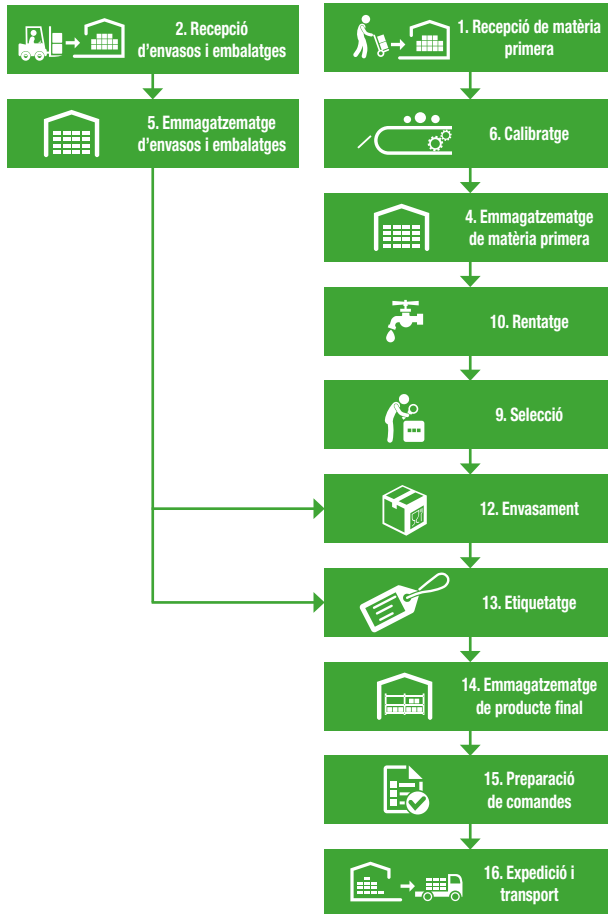 2. Recepció
d'envasos i embalatges
5. Emmagatzematge
d'envasos i embalatges
1. Recepció de matèria
primera
6. Calibratge
4. Emmagatzematge
de matèria primera
10. Rentatge
9. Selecció
12. Envasament
13. Etiquetatge
14. Emmagatzematge
de producte final
15. Preparació
de comandes
16. Expedició i
transport